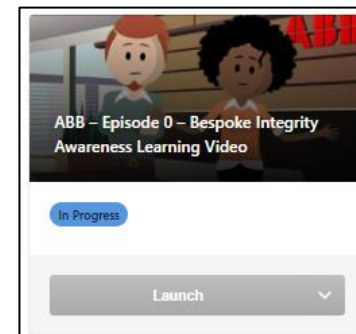 ABB
ABB – Episode 0 – Bespoke Integrity
Awareness Learning Video
In Progress
Launch